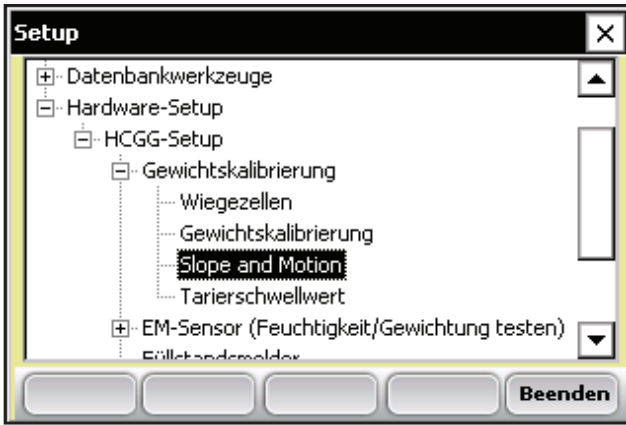 Setup
Datenbankwerkzeuge
Hardware-Setup
HCGG-Setup
Gewichtskalibrierung
Wiegezellen
Gewichtskalibrierung
Slope and Motion
Tarierschwellwert
EM-Sensor (Feuchtigkeit/Gewichtung testen)
Füllstandsmelder
Beenden